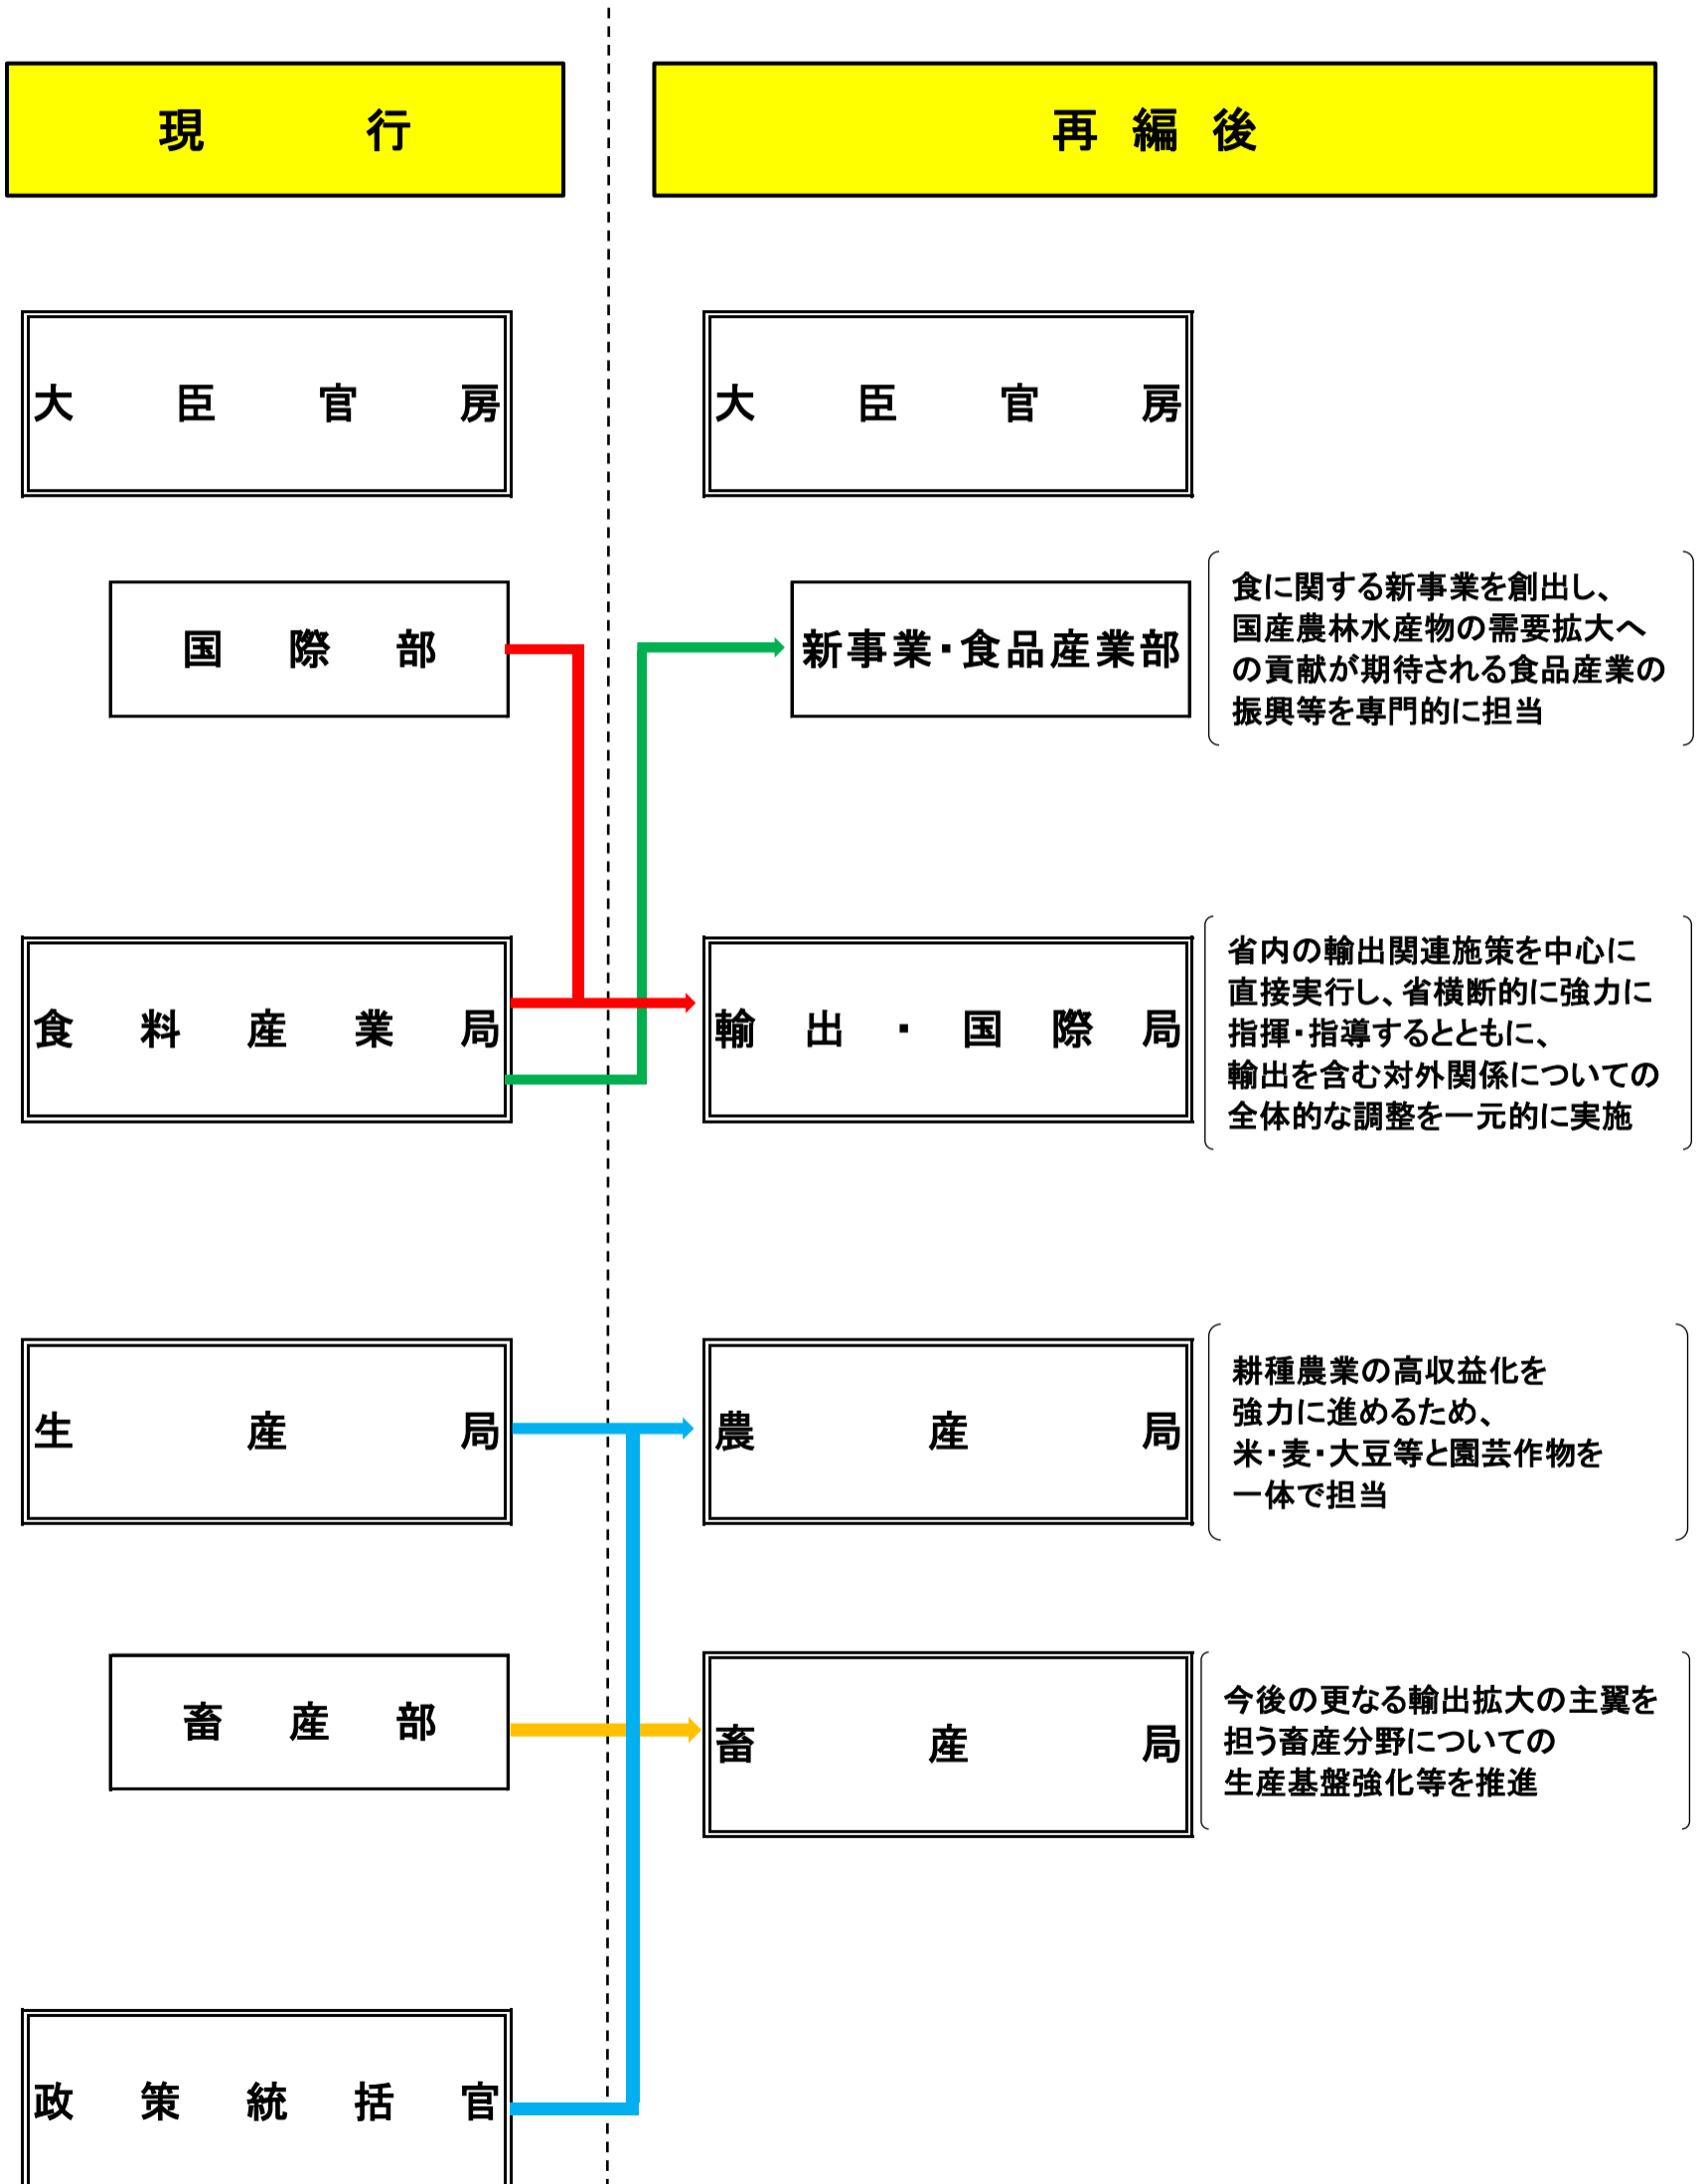 現行
再編後
大臣官房
大臣官房
国際部
新事業・食品産業部
食に関する新事業を創出し、
国産農林水産物の需要拡大へ
の貢献が期待される食品産業の
振興等を専門的に担当
食料産業局
輸出・国際局
省内の輸出関連施策を中心に
直接実行し、省横断的に強力に
指揮・指導するとともに、
輸出を含む対外関係についての
全体的な調整を一元的に実施
生産局
農産局
耕種農業の高収益化を
強力に進めるため、
米・麦・大豆等と園芸作物を
一体で担当
畜産部
畜産局
今後の更なる輸出拡大の主翼を
担う畜産分野についての
生産基盤強化等を推進
政策統括官